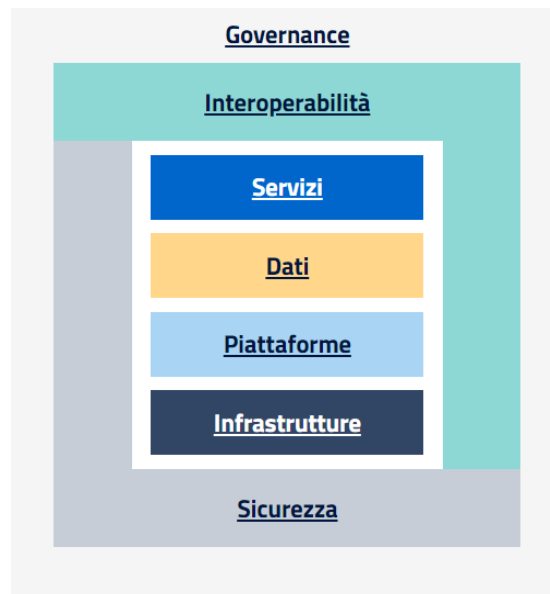 Governance
Interoperabilità
Servizi
Dati
Piattaforme
Infrastrutture
Sicurezza